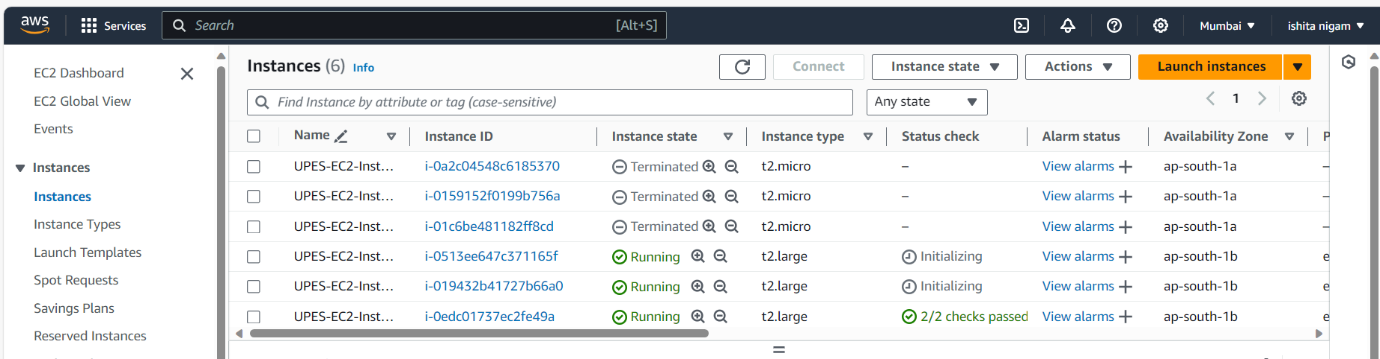 aws Services Search [Alt+S] Mumbai ▼ ishita nigam ▼
EC2 Dashboard
EC2 Global View
Events
Instances
Instances
Instance Types
Launch Templates
Spot Requests
Savings Plans
Reserved Instances
Instances (6) Info Connect Instance state ▼ Actions ▼ Launch instances ▼
Find Instance by attribute or tag (case-sensitive) Any state ▼ 1
Name Instance ID Instance state Instance type Status check Alarm status Availability Zone P
UPES-EC2-Inst... i-0a2c04548c6185370 Terminated t2.micro – View alarms + ap-south-1a –
UPES-EC2-Inst... i-0159152f0199b756a Terminated t2.micro – View alarms + ap-south-1a –
UPES-EC2-Inst... i-01c6be481182ff8cd Terminated t2.micro – View alarms + ap-south-1a –
UPES-EC2-Inst... i-0513ee647c371165f Running t2.large Initializing View alarms + ap-south-1b e
UPES-EC2-Inst... i-019432b41727b66a0 Running t2.large Initializing View alarms + ap-south-1b e
UPES-EC2-Inst... i-0edc01737ec2fe49a Running t2.large 2/2 checks passed View alarms + ap-south-1b e